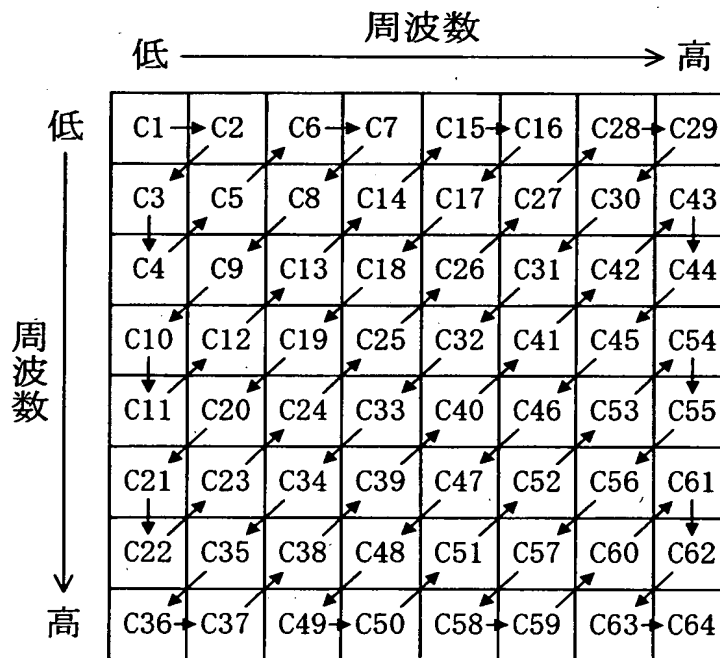 周波数
低 高
低
C1 C2 C6 C7 C15 C16 C28 C29
C3 C5 C8 C14 C17 C27 C30 C43
C4 C9 C13 C18 C26 C31 C42 C44
周波数
C10 C12 C19 C25 C32 C41 C45 C54
C11 C20 C24 C33 C40 C46 C53 C55
C21 C23 C34 C39 C47 C52 C56 C61
C22 C35 C38 C48 C51 C57 C60 C62
高
C36 C37 C49 C50 C58 C59 C63 C64